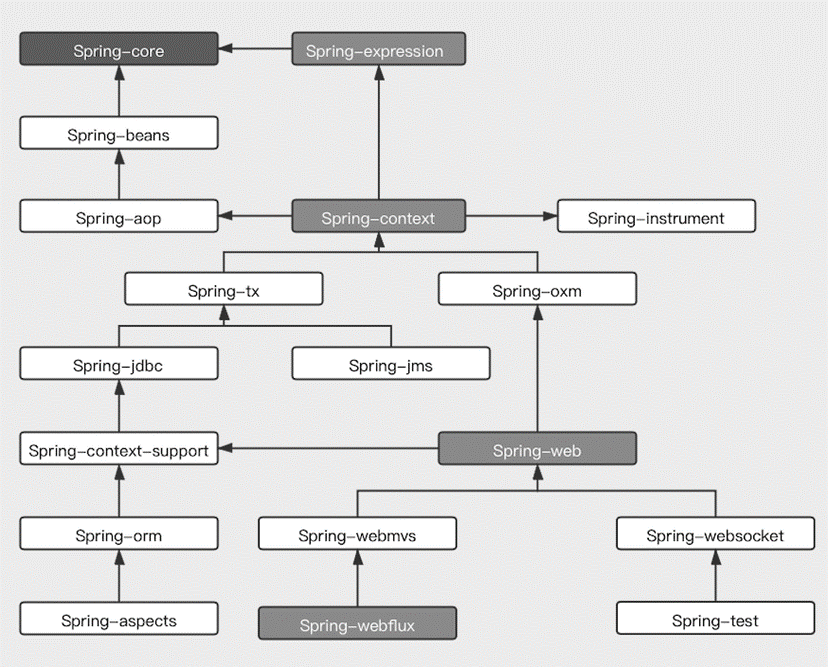 Spring-core
Spring-expression
Spring-beans
Spring-aop
Spring-context
Spring-instrument
Spring-tx
Spring-oxm
Spring-jdbc
Spring-jms
Spring-context-support
Spring-web
Spring-orm
Spring-webmvs
Spring-websocket
Spring-aspects
Spring-webflux
Spring-test